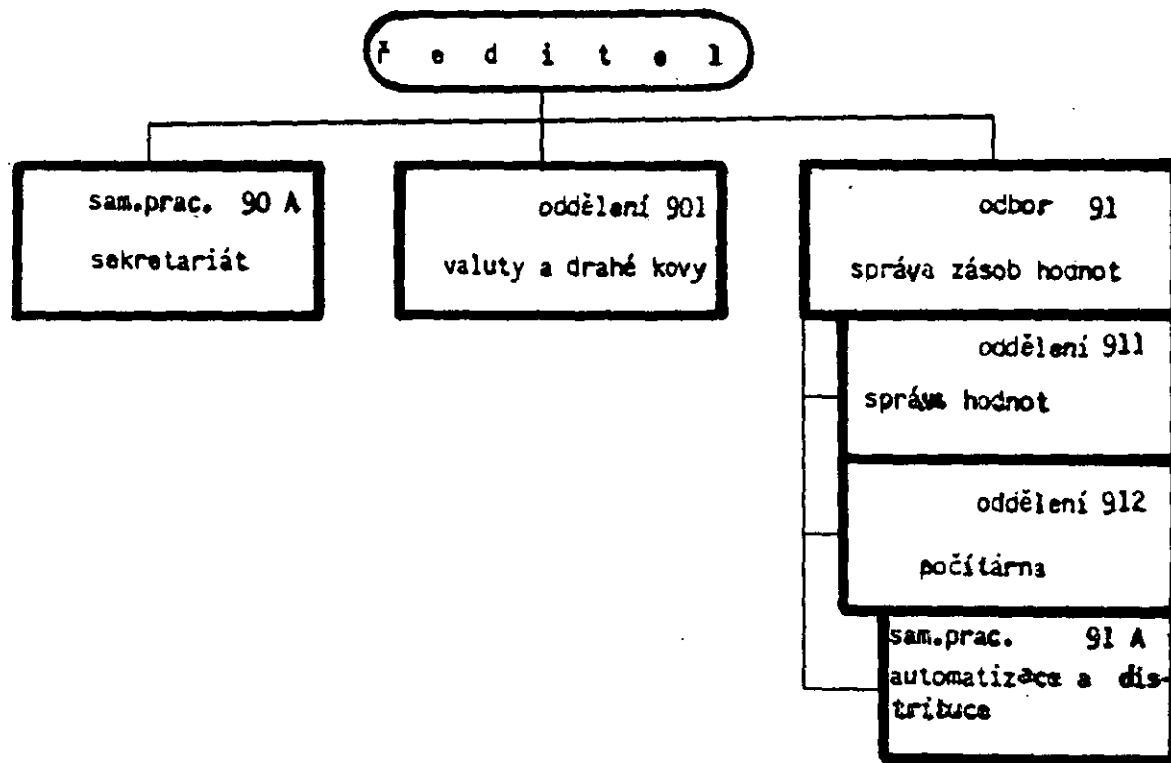 ř e d i t e l
sam.prac. 90 A
sekretariát
oddělení 901
valuty a drahé kovy
odbor 91
správa zásob hodnot
oddělení 911
správa hodnot
oddělení 912
počítárna
sam.prac. 91 A
automatizace a dis-
tribuce